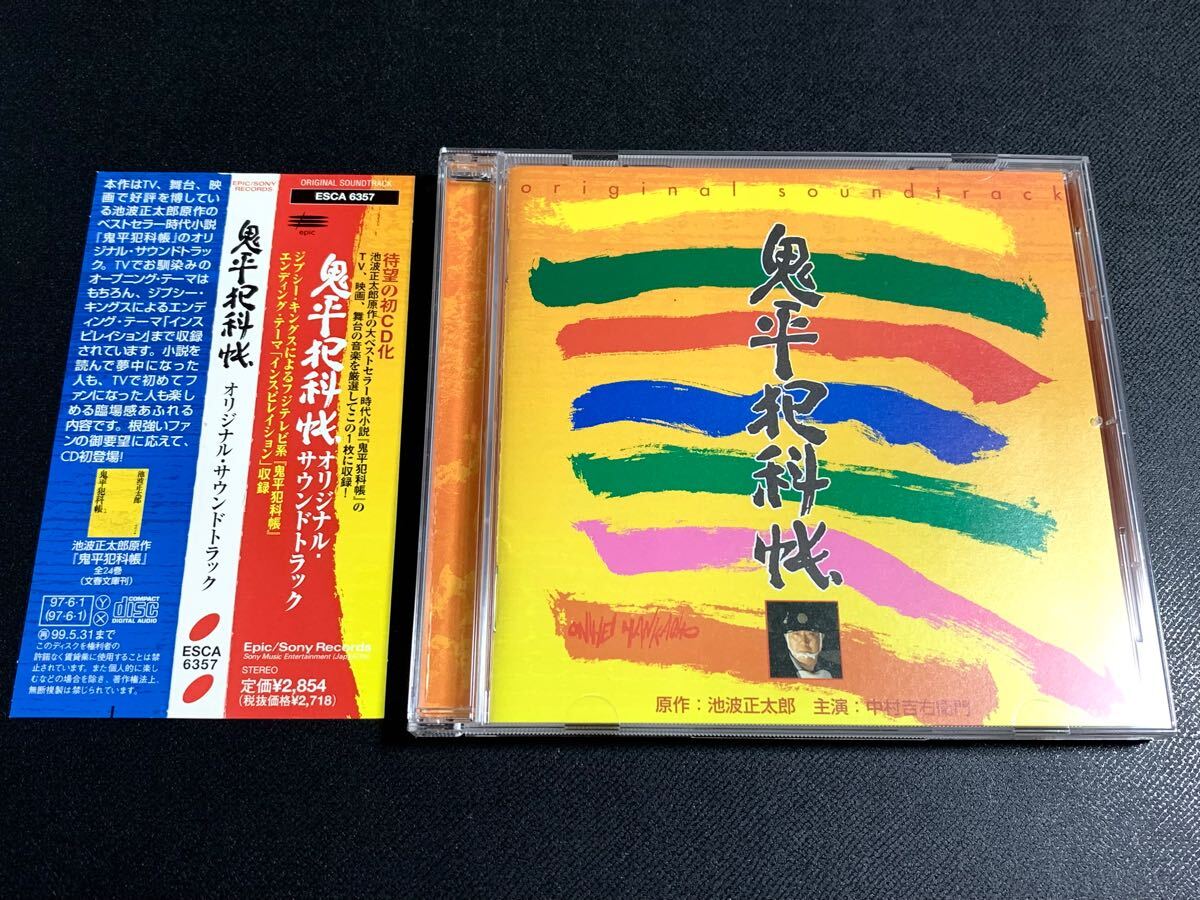 本作はTV、舞台、映
画で好評を博してい
る池波正太郎原作の
ベストセラー時代小説
『鬼平犯科帳』のオリ
ジナル・サウンドトラッ
ク。TVでお馴染みの
オープニング・テーマは
もちろん、ジプシー・
キングスによるエンデ
ィング・テーマ「インス
ピレイション」まで収録
されています。小説を
読んで夢中になった
人も、TVで初めてフ
ァンになった人も楽し
める臨場感あふれる
内容です。根強いファ
ンの御要望に応えて、
CD初登場!
池波正太郎
鬼平犯科帳
池波正太郎原作
『鬼平犯科帳』
全24巻
(文春文庫刊)
97・6・1
(97・6・1)
Y
X
COMPACT
disc
DIGITAL AUDIO
再99.5.31まで
このディスクを権利者の
許諾なく賃貸業に使用することは禁
止されています。また個人的に楽し
むなどの場合を除き、著作権法上、
無断複製は禁じられています。
EPIC/SONY
RECORDS
鬼平犯科帳
オリジナル・サウンドトラック
ESCA
6357
ORIGINAL SOUNDTRACK
ESCA 6357
epic
待望の初CD化
池波正太郎原作の大ベストセラー時代小説『鬼平犯科帳』の
TV、映画、舞台の音楽を厳選してこの1枚に収録!
鬼平犯科帳
オリジナル・
サウンドトラック
ジプシー・キングスによるフジテレビ系『鬼平犯科帳』
エンディング・テーマ「インスピレイション」収録
Epic/Sony Records
Sony Music Entertainment (Japan) Inc.
STEREO
定価¥2,854
(税抜価格¥2,718)
original soundtrack
鬼平犯科帳
ONIHEI HANKACHO
原作:池波正太郎 主演:中村吉右衛門